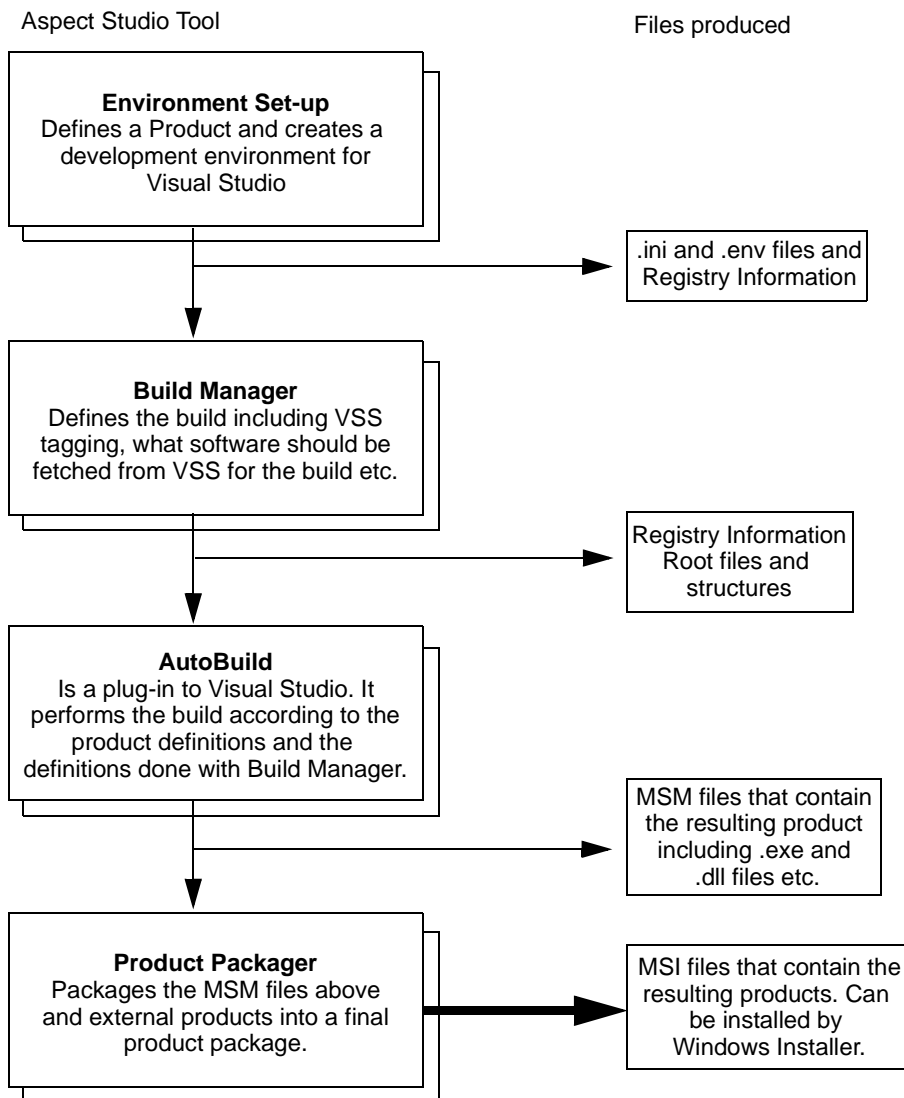 Aspect Studio Tool
Files produced
Environment Set-up
Defines a Product and creates a
development environment for
Visual Studio
.ini and .env files and
Registry Information
Build Manager
Defines the build including VSS
tagging, what software should be
fetched from VSS for the build etc.
Registry Information
Root files and
structures
AutoBuild
Is a plug-in to Visual Studio. It
performs the build according to the
product definitions and the
definitions done with Build Manager.
MSM files that contain
the resulting product
including .exe and
.dll files etc.
Product Packager
Packages the MSM files above
and external products into a final
product package.
MSI files that contain the
resulting products. Can
be installed by
Windows Installer.